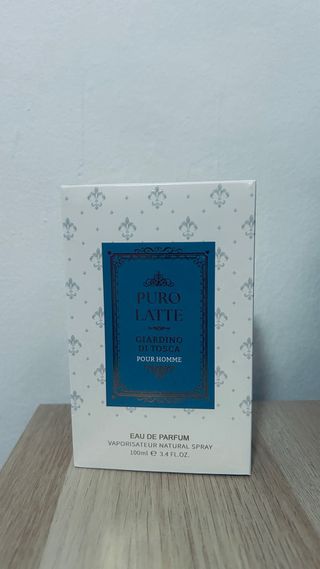 PURO
LATTE
GIARDINO
DI TOSCA
POUR HOMME
EAU DE PARFUM
VAPORISATEUR NATURAL SPRAY
100ml ℮ 3.4 FL.OZ.